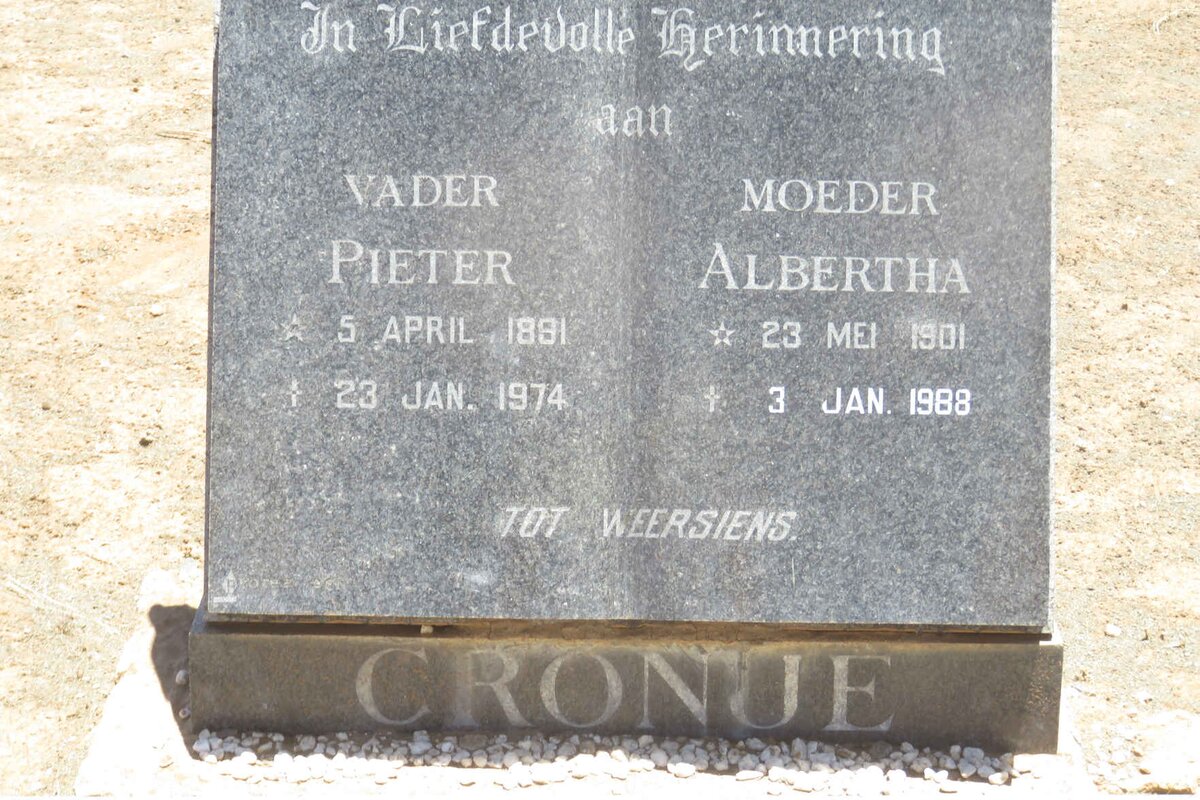 In Liefdevolle Herinnering
aan
VADER
PIETER
☆ 5 APRIL 1891
† 23 JAN. 1974
MOEDER
ALBERTHA
☆ 23 MEI 1901
† 3 JAN. 1988
TOT WEERSIENS.
CRONJE